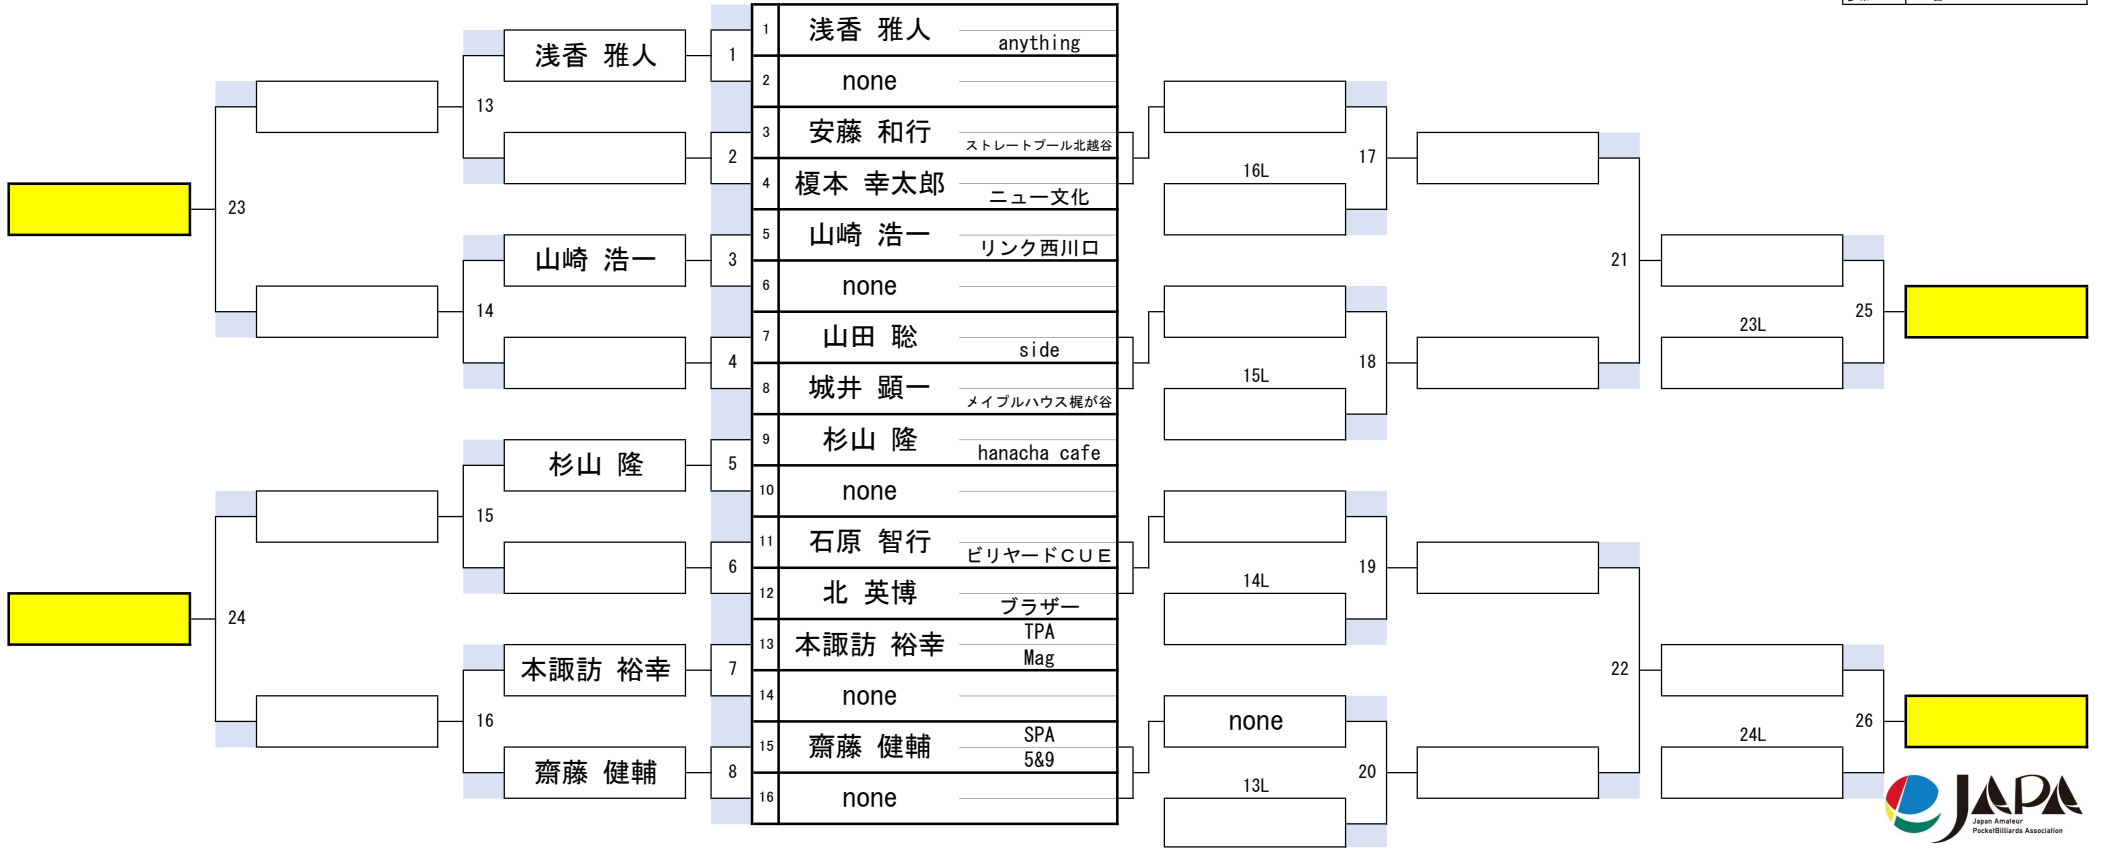 1 浅香 雅人 anything
2 none
3 安藤 和行 ストレートプール北越谷
4 榎本 幸太郎 ニュー文化
5 山崎 浩一 リンク西川口
6 none
7 山田 聡 side
8 城井 顕一 メイプルハウス梶が谷
9 杉山 隆 hanacha cafe
10 none
11 石原 智行 ビリヤードCUE
12 北 英博 ブラザー
13 本諏訪 裕幸 TPA
Mag
14 none
15 齋藤 健輔 SPA
5&9
16 none
浅香 雅人 1
13
2
23
山崎 浩一 3
14
4
杉山 隆 5
15
6
24
本諏訪 裕幸 7
16
齋藤 健輔 8
17
16L
21
18
15L
25
23L
19
14L
22
none
20
13L
26
24L
JAPA
Japan Amateur
PocketBilliards Association